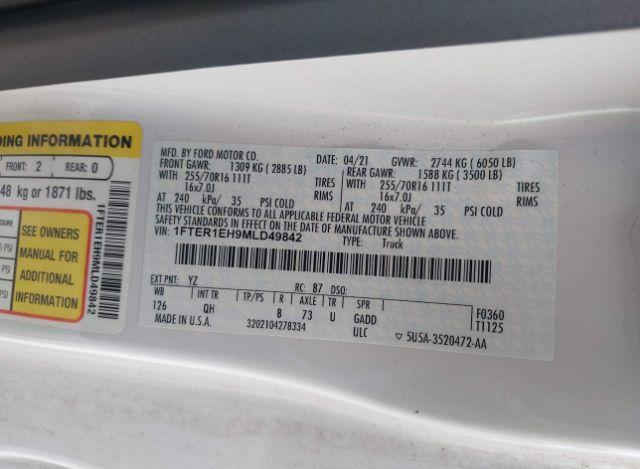 DING INFORMATION
FRONT: 2 REAR: 0
48 kg or 1871 lbs.
SEE OWNERS
MANUAL FOR
ADDITIONAL
INFORMATION
PSI
PSI
1FTER1EH9MLD49842
MFD. BY FORD MOTOR CO.
DATE: 04/21 GVWR: 2744 KG ( 6050 LB)
FRONT GAWR: 1309 KG ( 2885 LB)
REAR GAWR: 1588 KG ( 3500 LB)
WITH 255/70R16 111T TIRES
WITH 255/70R16 111T TIRES
16x7.0J RIMS
16x7.0J RIMS
AT 240 kPa/ 35 PSI COLD
AT 240 kPa/ 35 PSI COLD
THIS VEHICLE CONFORMS TO ALL APPLICABLE FEDERAL MOTOR VEHICLE
SAFETY STANDARDS IN EFFECT ON THE DATE OF MANUFACTURE SHOWN ABOVE.
VIN: 1FTER1EH9MLD49842
TYPE: Truck
EXT PNT: YZ RC: 87 DSO:
WB INT TR TP/PS R AXLE TR SPR
126 QH B 73 U GADD
F0360
T1125
MADE IN U.S.A. 3202104278334 ULC 5U5A-3520472-AA